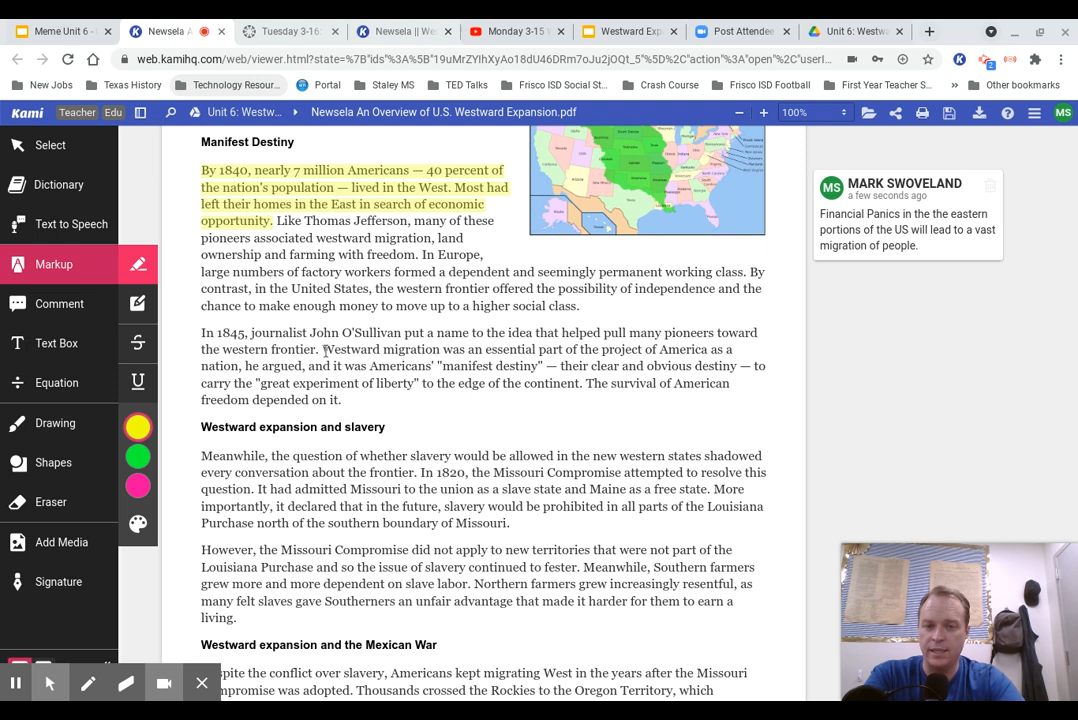 Meme Unit 6 -
Newsela A
Tuesday 3-16
Newsela || We
Monday 3-15 W
Westward Exp
Post Attendee
Unit 6: Westw
web.kamihq.com/web/viewer.html?state=%7B"ids"%3A%5B"19uMrZYlhXyAo18dU46DRm7oJu2jOQt_5"%5D%2C"action"%3A"open"%2C"userI...
New Jobs
Texas History
Technology Resour...
Portal
Staley MS
TED Talks
Frisco ISD Social St...
Crash Course
Frisco ISD Football
First Year Teacher S...
»
Other bookmarks
Kami
Teacher
Edu
Unit 6: Westw...
Newsela An Overview of U.S. Westward Expansion.pdf
100%
MS
Select
Dictionary
Text to Speech
Markup
Comment
Text Box
Equation
Drawing
Shapes
Eraser
Add Media
Signature
Manifest Destiny
By 1840, nearly 7 million Americans — 40 percent of
the nation's population — lived in the West. Most had
left their homes in the East in search of economic
opportunity. Like Thomas Jefferson, many of these
pioneers associated westward migration, land
ownership and farming with freedom. In Europe,
large numbers of factory workers formed a dependent and seemingly permanent working class. By
contrast, in the United States, the western frontier offered the possibility of independence and the
chance to make enough money to move up to a higher social class.
In 1845, journalist John O'Sullivan put a name to the idea that helped pull many pioneers toward
the western frontier. Westward migration was an essential part of the project of America as a
nation, he argued, and it was Americans' "manifest destiny" — their clear and obvious destiny — to
carry the "great experiment of liberty" to the edge of the continent. The survival of American
freedom depended on it.
Westward expansion and slavery
Meanwhile, the question of whether slavery would be allowed in the new western states shadowed
every conversation about the frontier. In 1820, the Missouri Compromise attempted to resolve this
question. It had admitted Missouri to the union as a slave state and Maine as a free state. More
importantly, it declared that in the future, slavery would be prohibited in all parts of the Louisiana
Purchase north of the southern boundary of Missouri.
However, the Missouri Compromise did not apply to new territories that were not part of the
Louisiana Purchase and so the issue of slavery continued to fester. Meanwhile, Southern farmers
grew more and more dependent on slave labor. Northern farmers grew increasingly resentful, as
many felt slaves gave Southerners an unfair advantage that made it harder for them to earn a
living.
Westward expansion and the Mexican War
spite the conflict over slavery, Americans kept migrating West in the years after the Missouri
mpromise was adopted. Thousands crossed the Rockies to the Oregon Territory, which
MS
MARK SWOVELAND
a few seconds ago
Financial Panics in the the eastern
portions of the US will lead to a vast
migration of people.